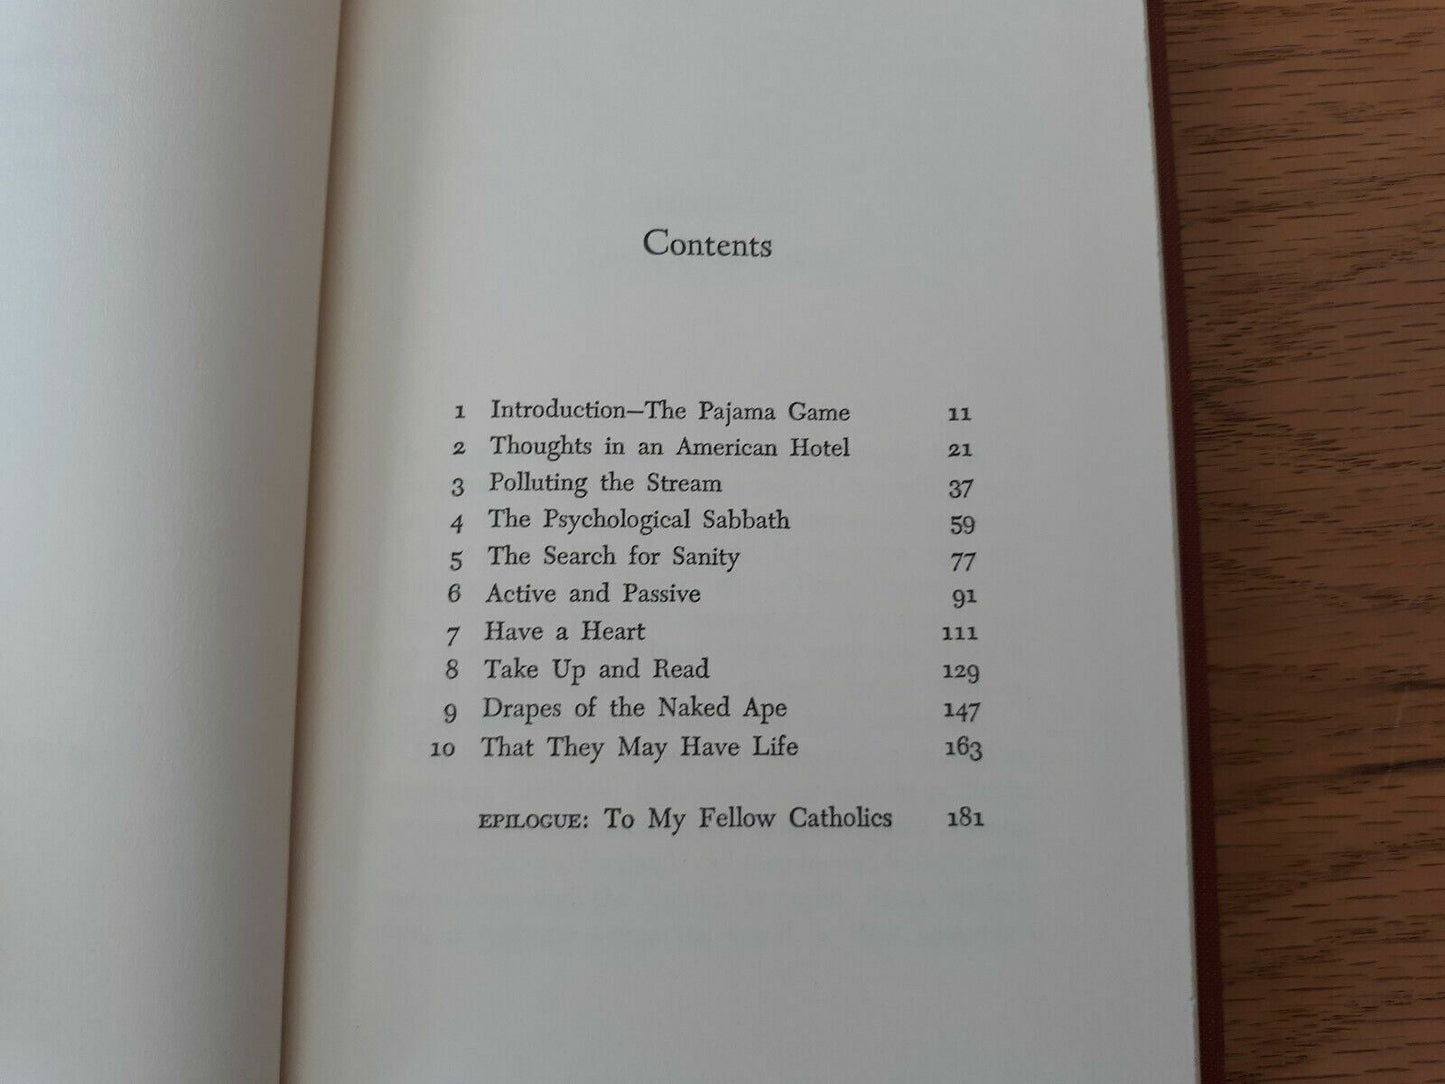 Contents
1 Introduction—The Pajama Game 11
2 Thoughts in an American Hotel 21
3 Polluting the Stream 37
4 The Psychological Sabbath 59
5 The Search for Sanity 77
6 Active and Passive 91
7 Have a Heart 111
8 Take Up and Read 129
9 Drapes of the Naked Ape 147
10 That They May Have Life 163
EPILOGUE: To My Fellow Catholics 181